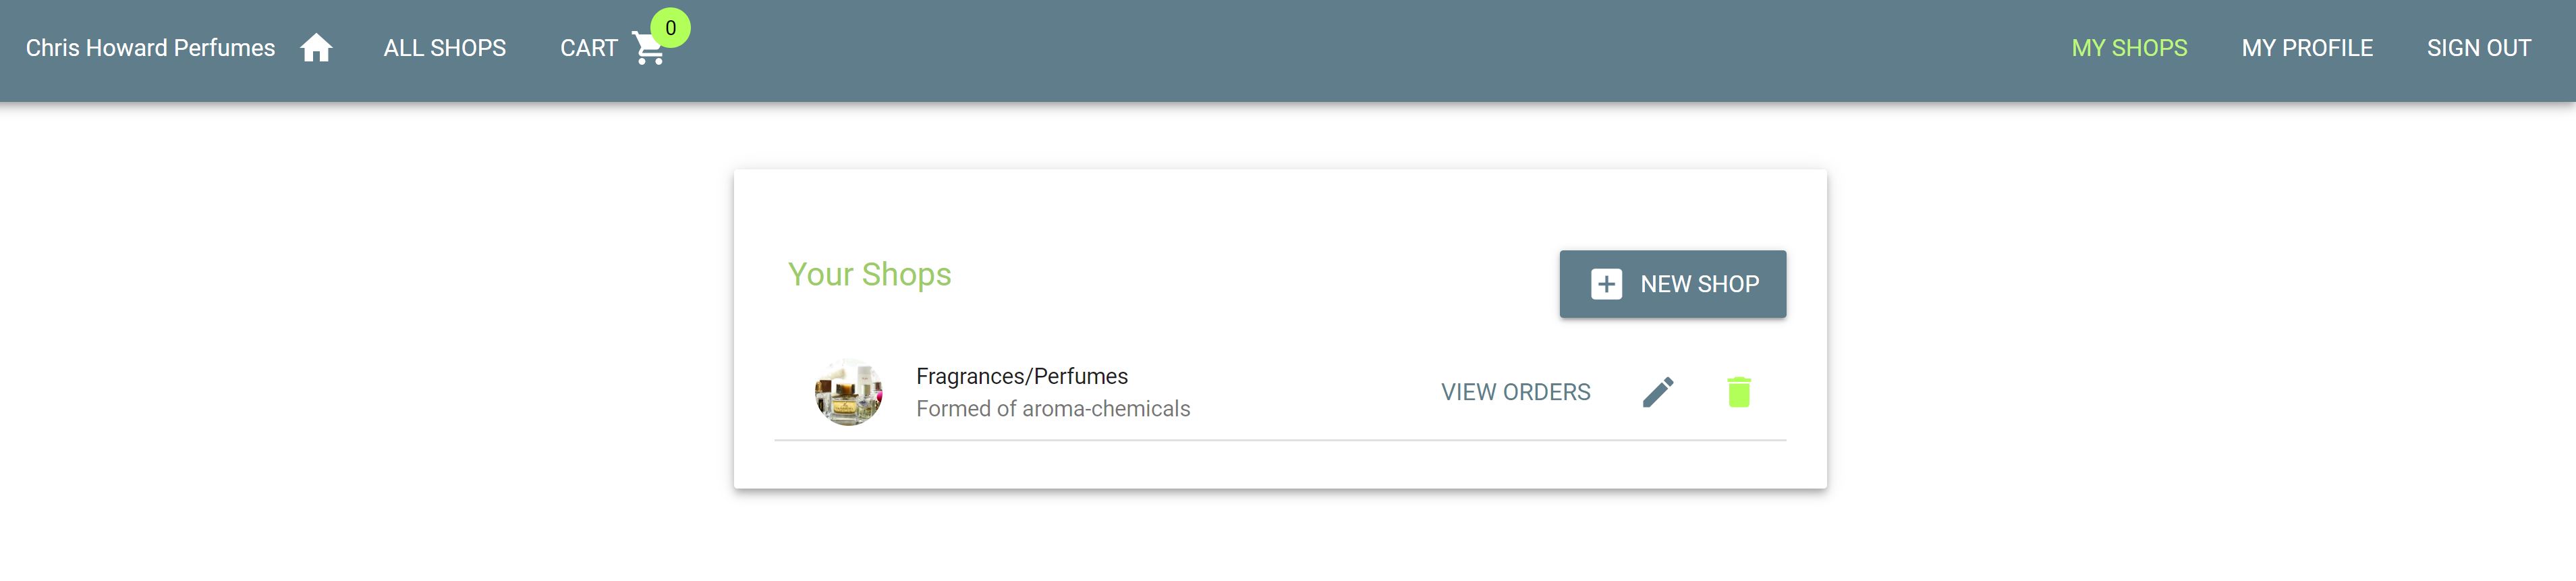 Chris Howard Perfumes ALL SHOPS CART 0 MY SHOPS MY PROFILE SIGN OUT
Your Shops
NEW SHOP
Fragrances/Perfumes
Formed of aroma-chemicals
VIEW ORDERS